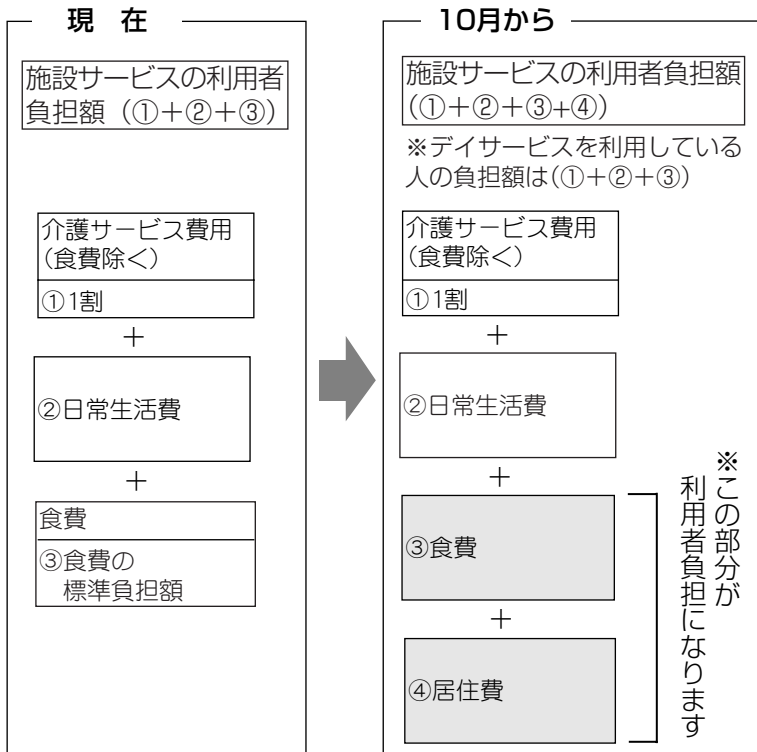 現 在
施設サービスの利用者
負担額（①＋②＋③）
介護サービス費用
（食費除く）
①1割
＋
②日常生活費
＋
食費
③食費の
標準負担額
10月から
施設サービスの利用者負担額
（①＋②＋③+④）
※デイサービスを利用している
人の負担額は（①＋②＋③）
介護サービス費用
（食費除く）
①1割
＋
②日常生活費
＋
③食費
＋
④居住費
※この部分が
利用者負担になります